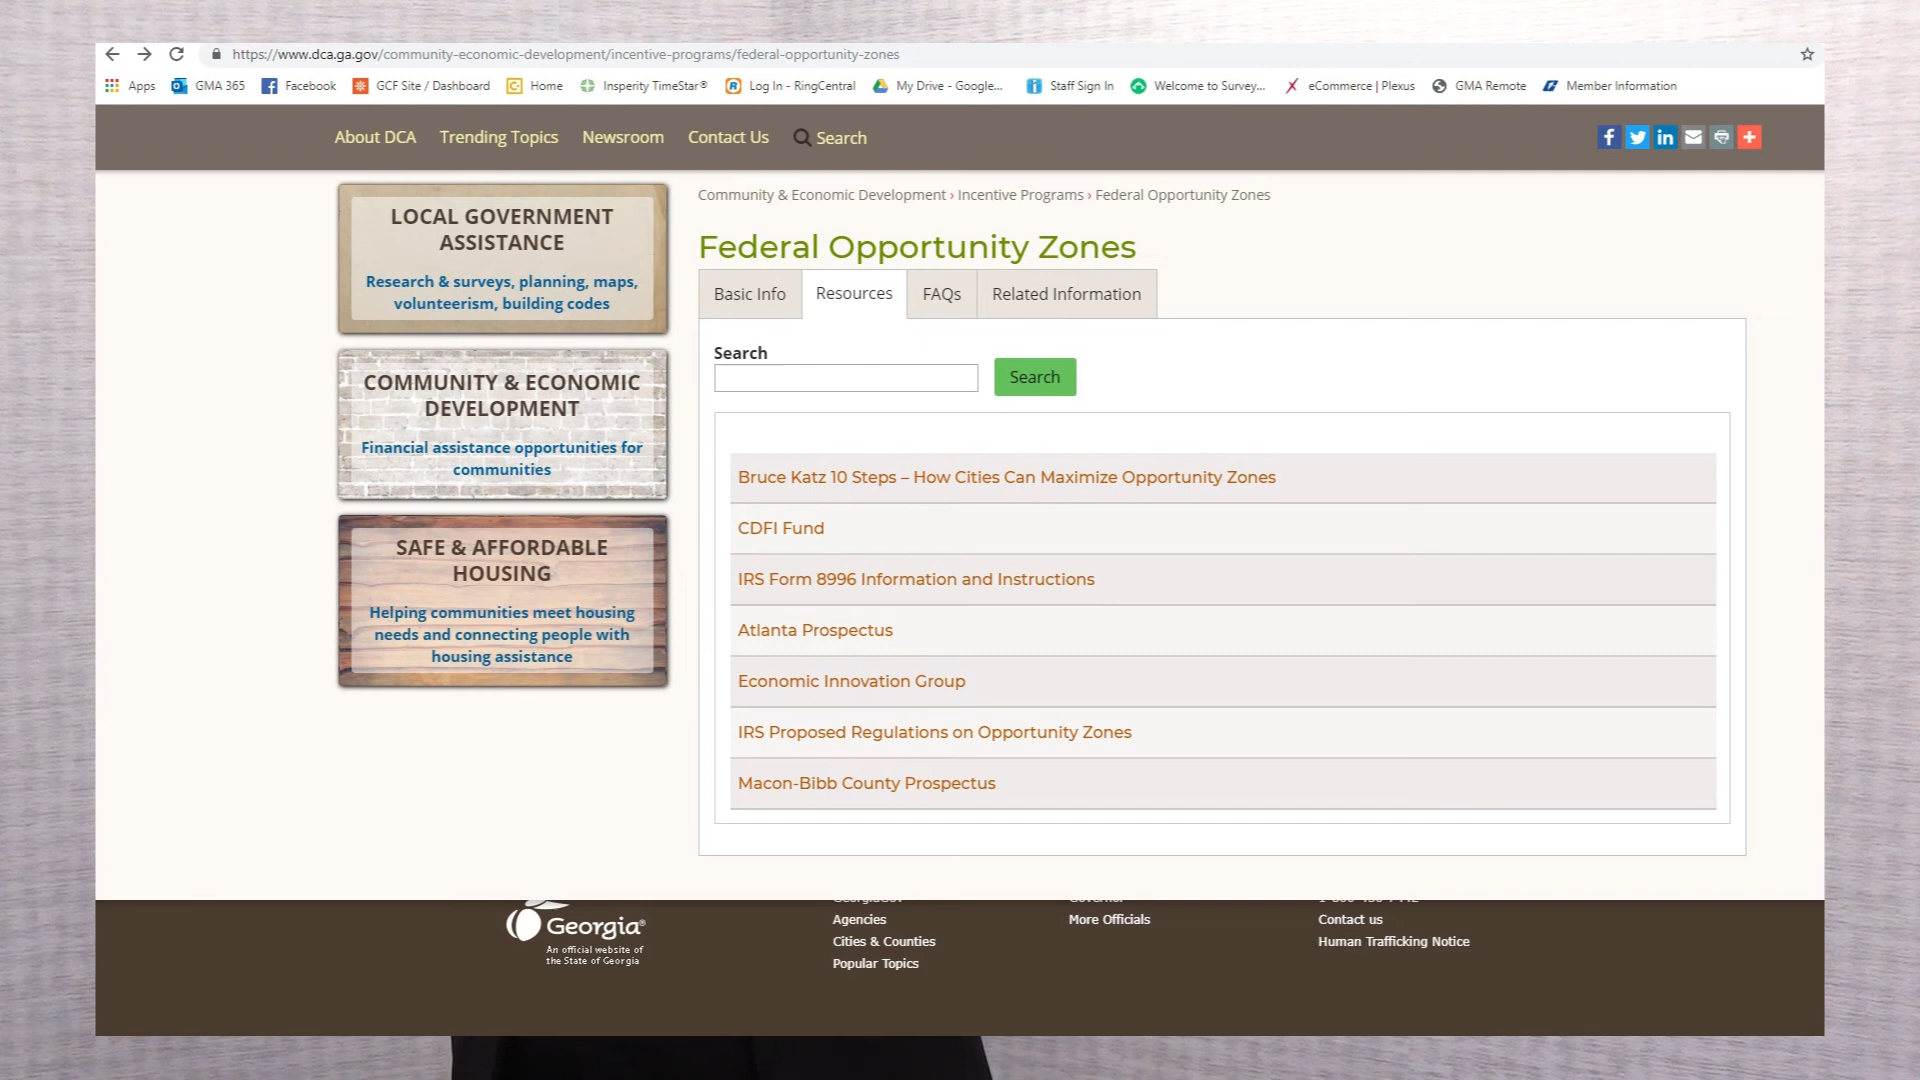 https://www.dca.ga.gov/community-economic-development/incentive-programs/federal-opportunity-zones
Apps GMA 365 Facebook GCF Site / Dashboard Home Insperity TimeStar® Log In - RingCentral My Drive - Google... Staff Sign In Welcome to Survey... eCommerce | Plexus GMA Remote Member Information
About DCA Trending Topics Newsroom Contact Us Search
LOCAL GOVERNMENT
ASSISTANCE
Research & surveys, planning, maps,
volunteerism, building codes
COMMUNITY & ECONOMIC
DEVELOPMENT
Financial assistance opportunities for
communities
SAFE & AFFORDABLE
HOUSING
Helping communities meet housing
needs and connecting people with
housing assistance
Community & Economic Development › Incentive Programs › Federal Opportunity Zones
Federal Opportunity Zones
Basic Info Resources FAQs Related Information
Search
Search
Bruce Katz 10 Steps – How Cities Can Maximize Opportunity Zones
CDFI Fund
IRS Form 8996 Information and Instructions
Atlanta Prospectus
Economic Innovation Group
IRS Proposed Regulations on Opportunity Zones
Macon-Bibb County Prospectus
Georgia®
An official website of
the State of Georgia
Agencies
Cities & Counties
Popular Topics
More Officials
Contact us
Human Trafficking Notice